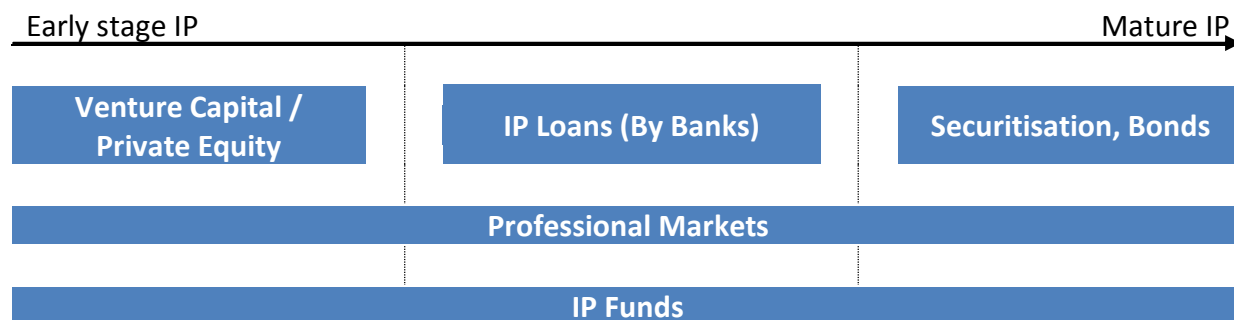 Early stage IP
Mature IP
Venture Capital /
Private Equity
IP Loans (By Banks)
Securitisation, Bonds
Professional Markets
IP Funds